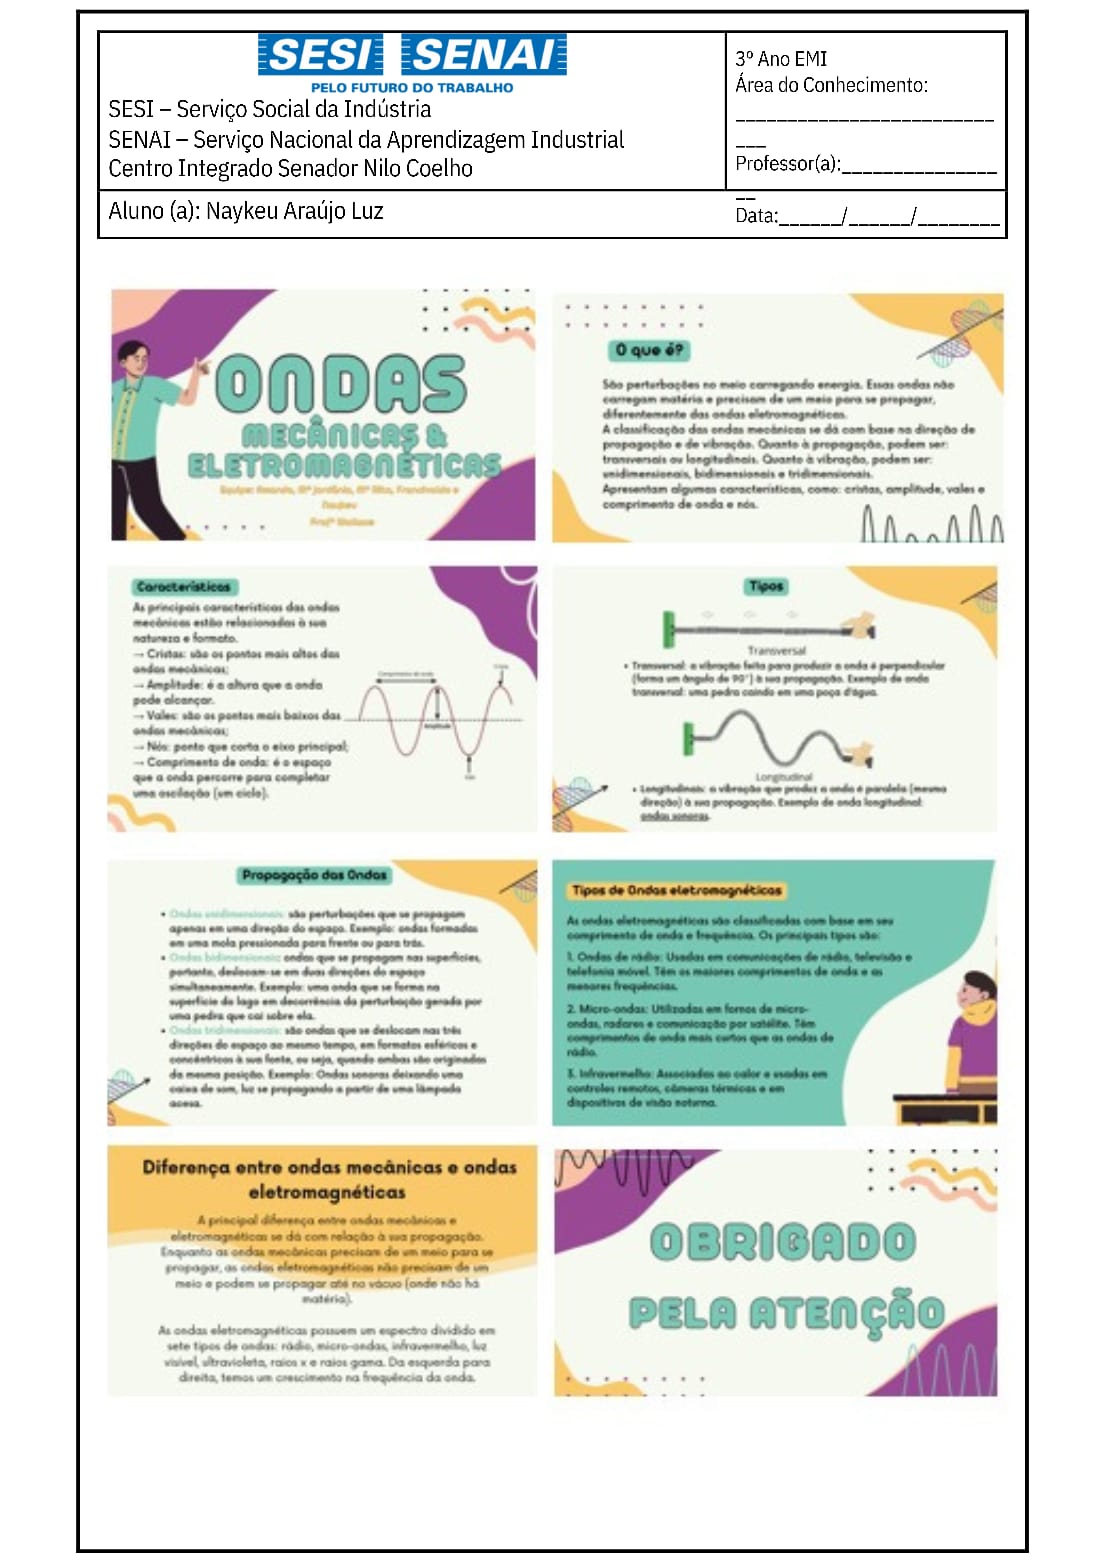 SESI SENAI
PELO FUTURO DO TRABALHO
SESI – Serviço Social da Indústria
SENAI – Serviço Nacional da Aprendizagem Industrial
Centro Integrado Senador Nilo Coelho
3º Ano EMI
Área do Conhecimento:
_________________________
___
Professor(a):_______________
__
Data:______/______/________
Aluno (a): Naykeu Araújo Luz
ONDAS
MECÂNICAS &
ELETROMAGNÉTICAS
Equipe: Amanda, Mª Jordânia, Mª Rita, Francinaldo e
Naykeu
Profº Wallace
O que é?
São perturbações no meio carregando energia. Essas ondas não
carregam matéria e precisam de um meio para se propagar,
diferentemente das ondas eletromagnéticas.
A classificação das ondas mecânicas se dá com base na direção de
propagação e de vibração. Quanto à propagação, podem ser:
transversais ou longitudinais. Quanto à vibração, podem ser:
unidimensionais, bidimensionais e tridimensionais.
Apresentam algumas características, como: cristas, amplitude, vales e
comprimento de onda e nós.
Características
As principais características das ondas
mecânicas estão relacionadas à sua
natureza e formato.
→ Cristas: são os pontos mais altos das
ondas mecânicas;
→ Amplitude: é a altura que a onda
pode alcançar.
→ Vales: são os pontos mais baixos das
ondas mecânicas;
→ Nós: ponto que corta o eixo principal;
→ Comprimento de onda: é o espaço
que a onda percorre para completar
uma oscilação (um ciclo).
Comprimento de onda
Crista
Amplitude
Vale
Tipos
Transversal
• Transversal: a vibração feita para produzir a onda é perpendicular
(forma um ângulo de 90°) à sua propagação. Exemplo de onda
transversal: uma pedra caindo em uma poça d'água.
Longitudinal
• Longitudinais: a vibração que produz a onda é paralela (mesma
direção) à sua propagação. Exemplo de onda longitudinal:
ondas sonoras.
Propagação das Ondas
• Ondas unidimensionais: são perturbações que se propagam
apenas em uma direção do espaço. Exemplo: ondas formadas
em uma mola pressionada para frente ou para trás.
• Ondas bidimensionais: ondas que se propagam nas superfícies,
portanto, deslocam-se em duas direções do espaço
simultaneamente. Exemplo: uma onda que se forma na
superfície do lago em decorrência da perturbação gerada por
uma pedra que cai sobre ela.
• Ondas tridimensionais: são ondas que se deslocam nas três
direções do espaço ao mesmo tempo, em formatos esféricos e
concêntricos à sua fonte, ou seja, quando ambas são originadas
da mesma posição. Exemplo: Ondas sonoras deixando uma
caixa de som, luz se propagando a partir de uma lâmpada
acesa.
Tipos de Ondas eletromagnéticas
As ondas eletromagnéticas são classificadas com base em seu
comprimento de onda e frequência. Os principais tipos são:
1. Ondas de rádio: Usadas em comunicações de rádio, televisão e
telefonia móvel. Têm os maiores comprimentos de onda e as
menores frequências.
2. Micro-ondas: Utilizadas em fornos de micro-
ondas, radares e comunicação por satélite. Têm
comprimentos de onda mais curtos que as ondas de
rádio.
3. Infravermelho: Associadas ao calor e usadas em
controles remotos, câmeras térmicas e em
dispositivos de visão noturna.
Diferença entre ondas mecânicas e ondas
eletromagnéticas
A principal diferença entre ondas mecânicas e
eletromagnéticas se dá com relação à sua propagação.
Enquanto as ondas mecânicas precisam de um meio para se
propagar, as ondas eletromagnéticas não precisam de um
meio e podem se propagar até no vácuo (onde não há
matéria).
As ondas eletromagnéticas possuem um espectro dividido em
sete tipos de ondas: rádio, micro-ondas, infravermelho, luz
visível, ultravioleta, raios x e raios gama. Da esquerda para
direita, temos um crescimento na frequência da onda.
OBRIGADO
PELA ATENÇÃO